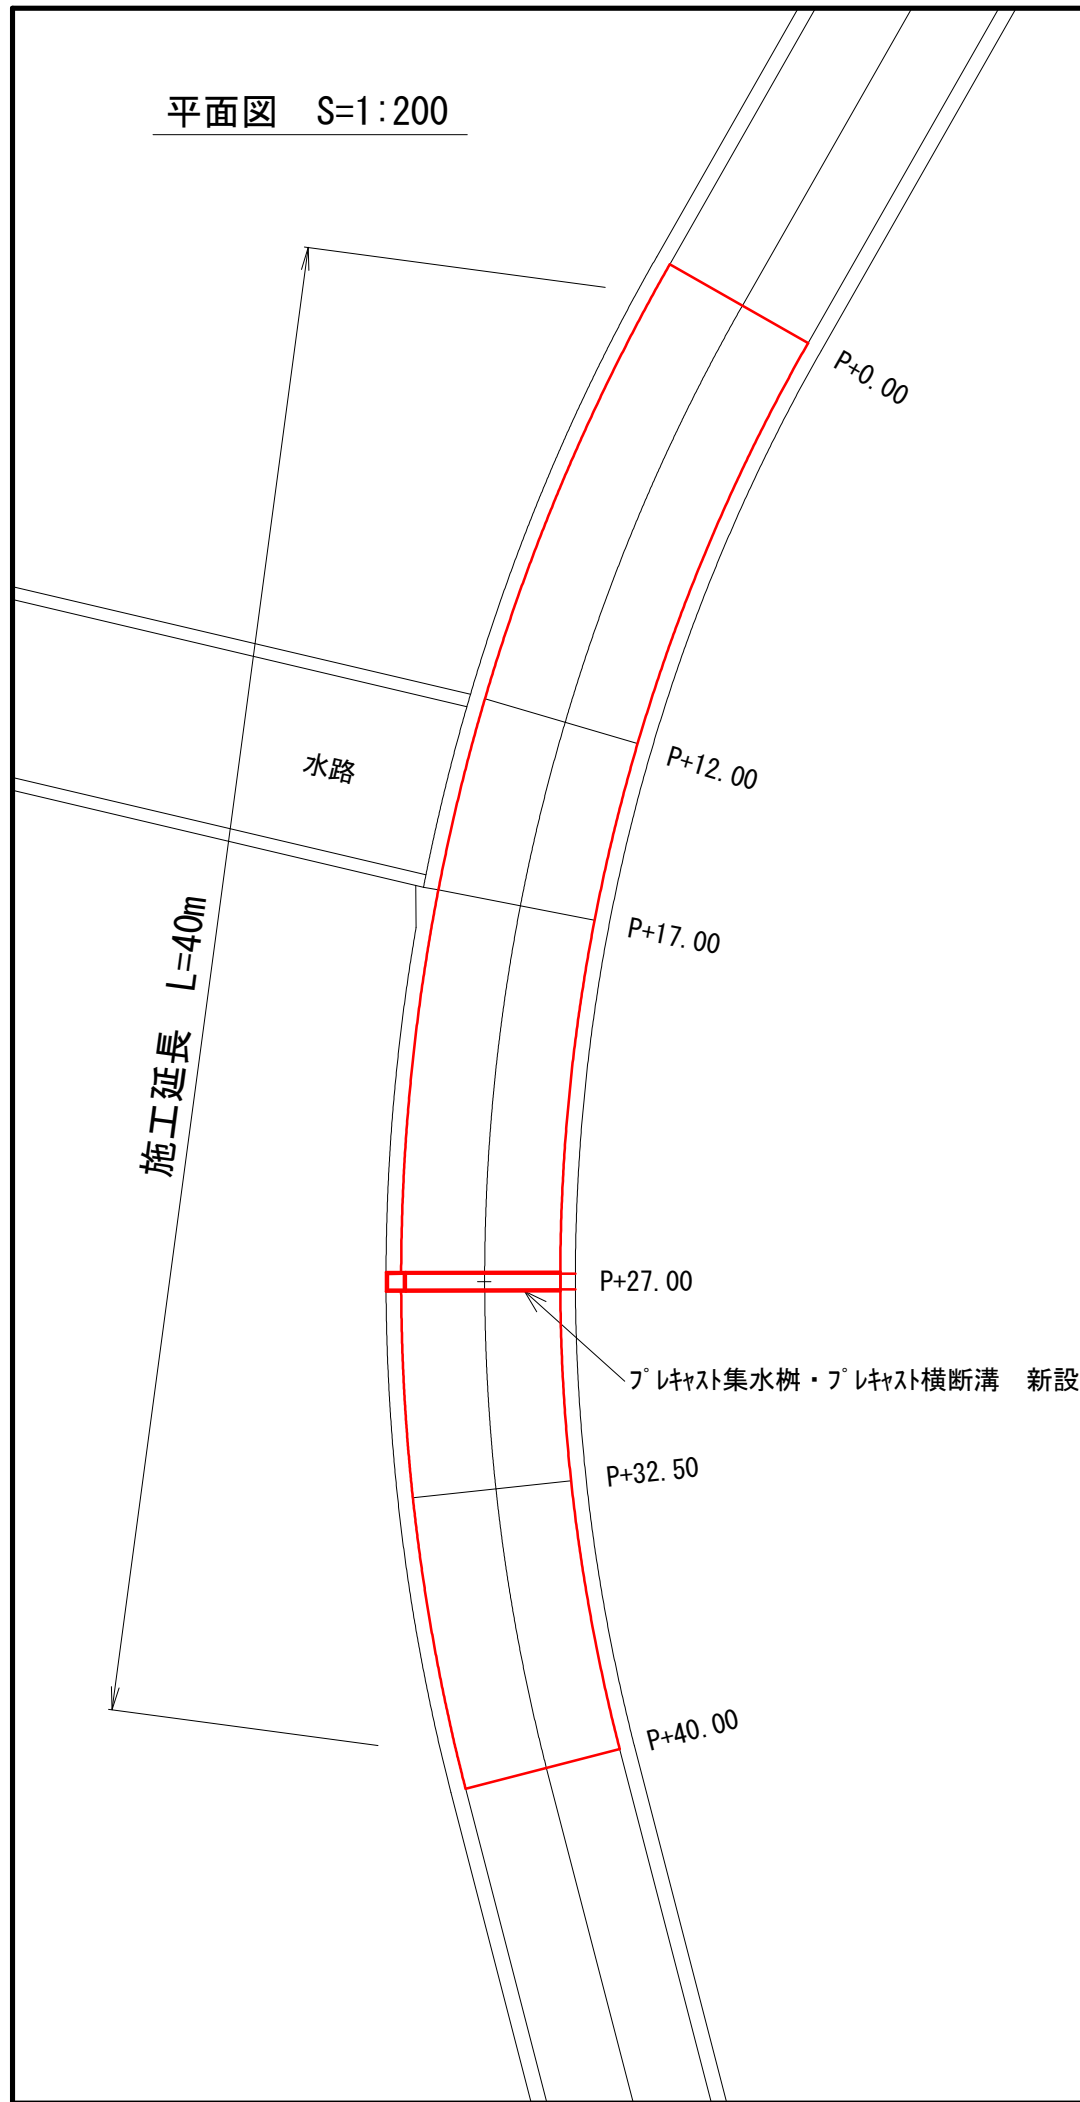 平面図　S=1:200
P+0.00
P+12.00
水路
P+17.00
施工延長　L=40m
P+27.00
ﾌﾟﾚｷｬｽﾄ集水桝・ﾌﾟﾚｷｬｽﾄ横断溝　新設
P+32.50
P+40.00